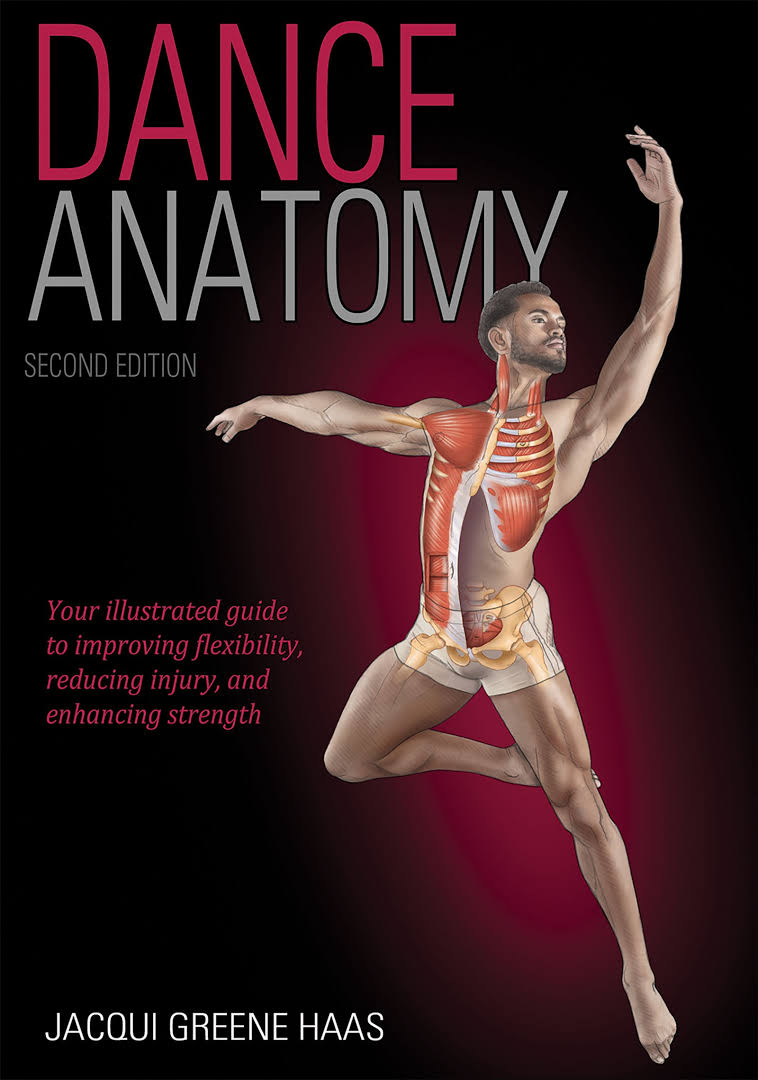 DANCE
ANATOMY
SECOND EDITION
Your illustrated guide
to improving flexibility,
reducing injury, and
enhancing strength
JACQUI GREENE HAAS